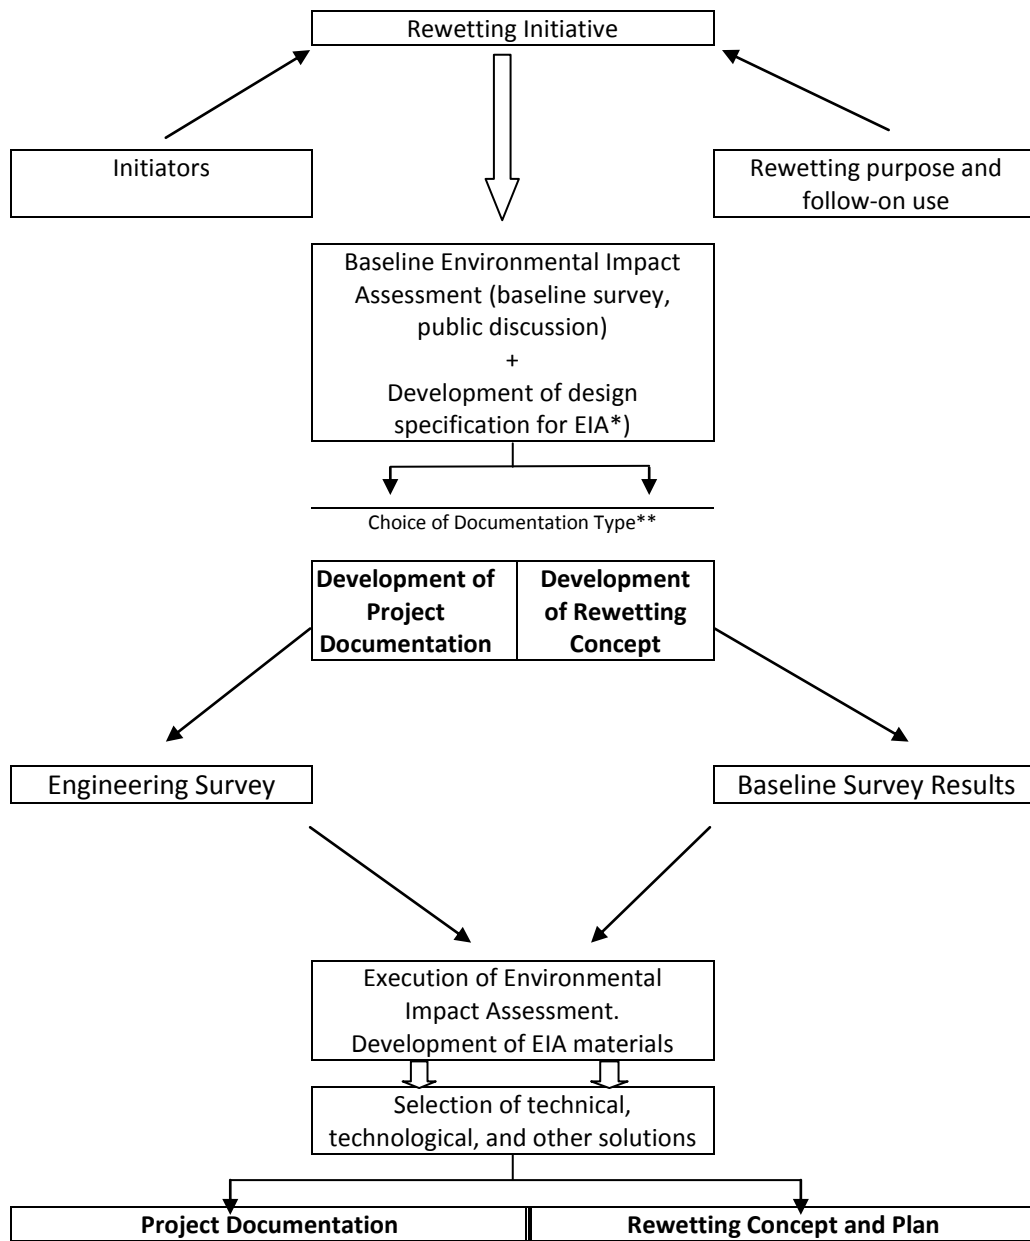 Rewetting Initiative
Initiators
Rewetting purpose and
follow-on use
Baseline Environmental Impact
Assessment (baseline survey,
public discussion)
+
Development of design
specification for EIA*)
Choice of Documentation Type**
Development of
Project
Documentation
Development
of Rewetting
Concept
Engineering Survey
Baseline Survey Results
Execution of Environmental
Impact Assessment.
Development of EIA materials
Selection of technical,
technological, and other solutions
Project Documentation
Rewetting Concept and Plan